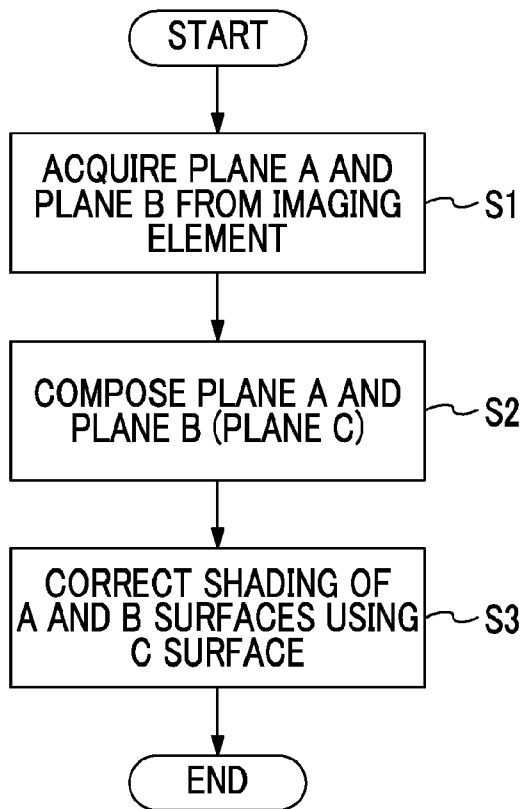 START
ACQUIRE PLANE A AND
PLANE B FROM IMAGING
ELEMENT
S1
COMPOSE PLANE A AND
PLANE B (PLANE C)
S2
CORRECT SHADING OF
A AND B SURFACES USING
C SURFACE
S3
END